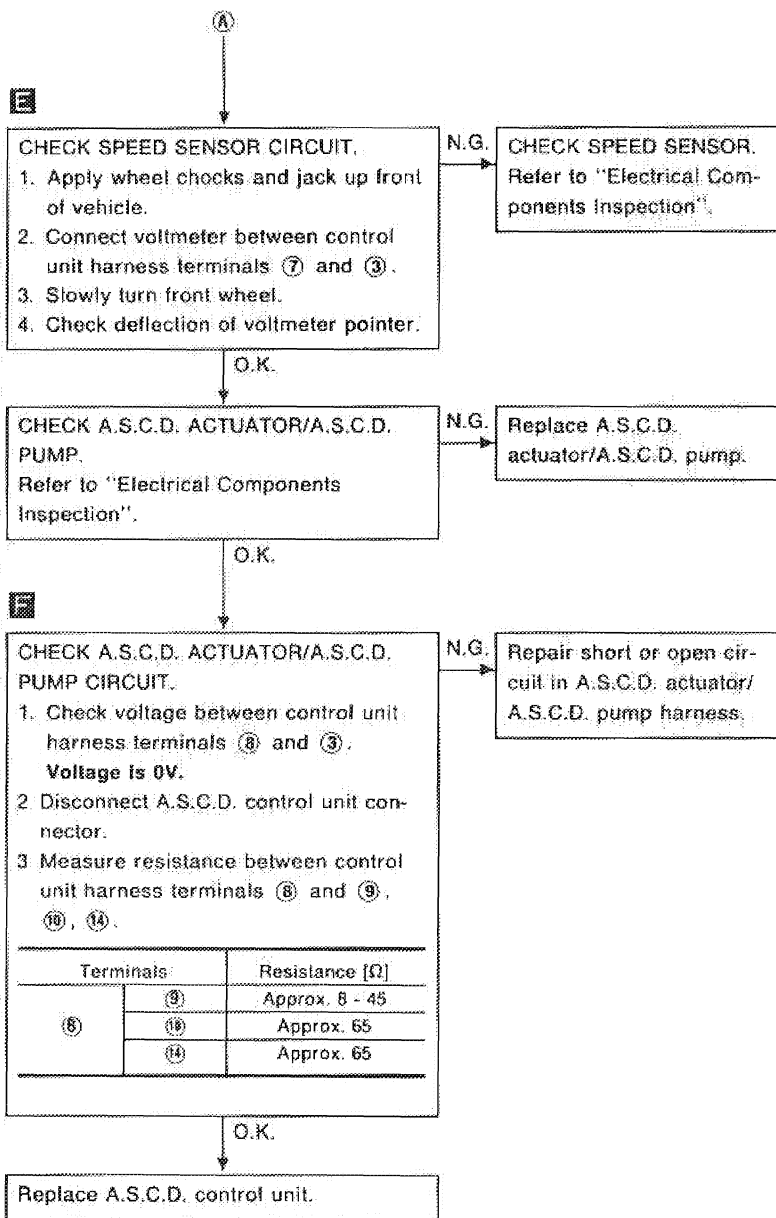 Ⓐ
E
CHECK SPEED SENSOR CIRCUIT.
1. Apply wheel chocks and jack up front
of vehicle.
2. Connect voltmeter between control
unit harness terminals ⑦ and ③.
3. Slowly turn front wheel.
4. Check deflection of voltmeter pointer.
N.G.
CHECK SPEED SENSOR.
Refer to "Electrical Com-
ponents Inspection".
O.K.
CHECK A.S.C.D. ACTUATOR/A.S.C.D.
PUMP.
Refer to "Electrical Components
Inspection".
N.G.
Replace A.S.C.D.
actuator/A.S.C.D. pump.
O.K.
F
CHECK A.S.C.D. ACTUATOR/A.S.C.D.
PUMP CIRCUIT.
1. Check voltage between control unit
harness terminals ⑧ and ③.
Voltage is 0V.
2 Disconnect A.S.C.D. control unit con-
nector.
3 Measure resistance between control
unit harness terminals ⑧ and ⑨,
⑩, ⑭.
N.G.
Repair short or open cir-
cuit in A.S.C.D. actuator/
A.S.C.D. pump harness.
Terminals Resistance [Ω]
⑧ ⑨ Approx. 8 - 45
⑩ Approx. 65
⑭ Approx. 65
O.K.
Replace A.S.C.D. control unit.